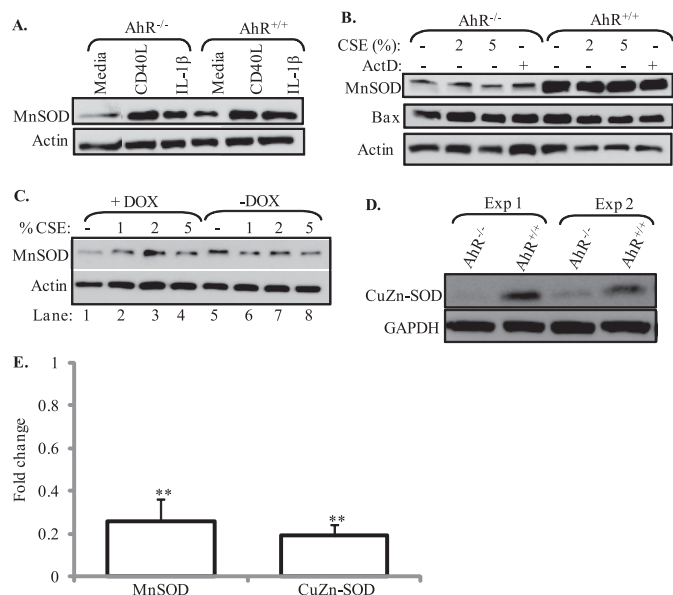 A.
AhR-/- AhR+/+
Media CD40L IL-1β Media CD40L IL-1β
MnSOD
Actin
B.
AhR-/- AhR+/+
CSE (%): - 2 5 - - 2 5 -
ActD: - - - + - - - +
MnSOD
Bax
Actin
C.
+ DOX -DOX
% CSE: - 1 2 5 - 1 2 5
MnSOD
Actin
Lane: 1 2 3 4 5 6 7 8
D.
Exp 1 Exp 2
AhR-/- AhR+/+ AhR-/- AhR+/+
CuZn-SOD
GAPDH
E.
Fold change
1
0.8
0.6
0.4
0.2
0
** **
MnSOD CuZn-SOD